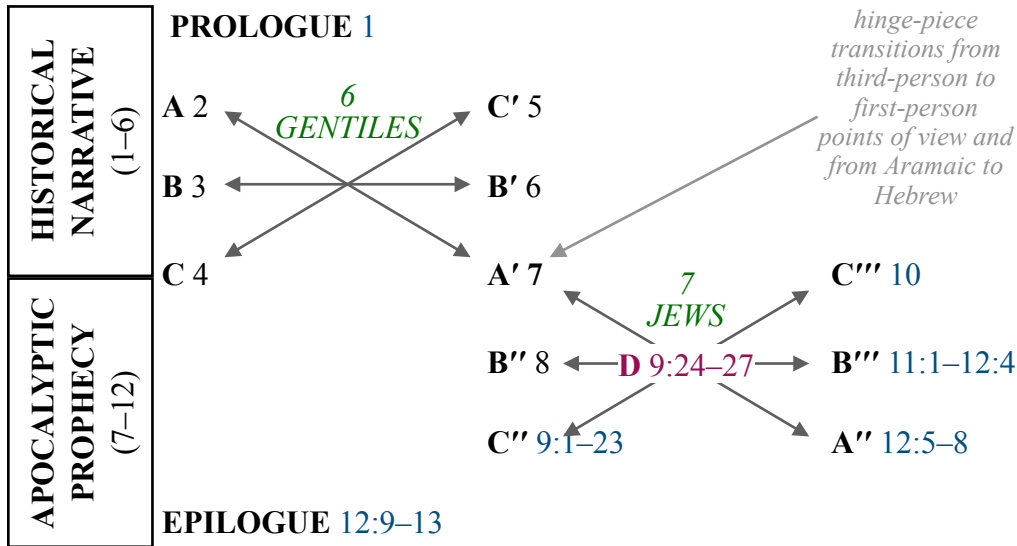 HISTORICAL
NARRATIVE
(1–6)
APOCALYPTIC
PROPHECY
(7–12)
PROLOGUE 1
hinge-piece
transitions from
third-person to
first-person
points of view and
from Aramaic to
Hebrew
A 2
6
GENTILES
C′ 5
B 3
B′ 6
C 4
A′ 7
7
JEWS
C′′′ 10
B′′ 8
D 9:24–27
B′′′ 11:1–12:4
C′′ 9:1–23
A′′ 12:5–8
EPILOGUE 12:9–13